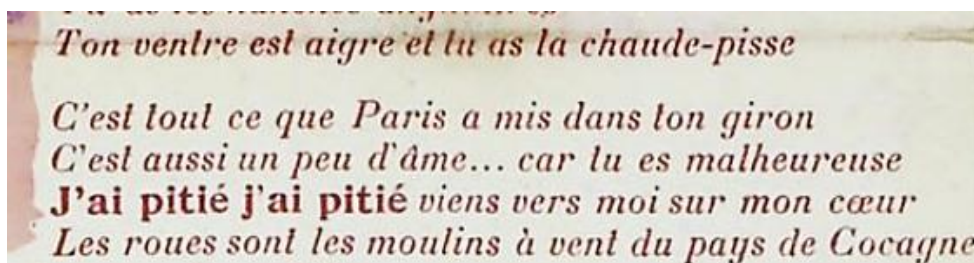 Ton ventre est aigre et tu as la chaude-pisse
C'est tout ce que Paris a mis dans ton giron
C'est aussi un peu d'âme... car tu es malheureuse
J'ai pitié j'ai pitié viens vers moi sur mon cœur
Les roues sont les moulins à vent du pays de Cocagne